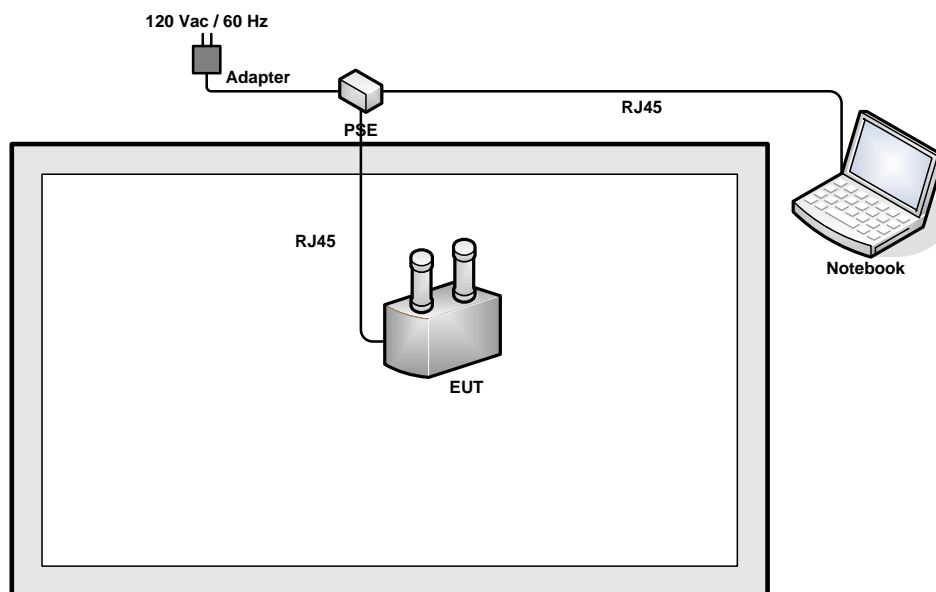 120 Vac / 60 Hz
Adapter
RJ45
PSE
RJ45
Notebook
EUT